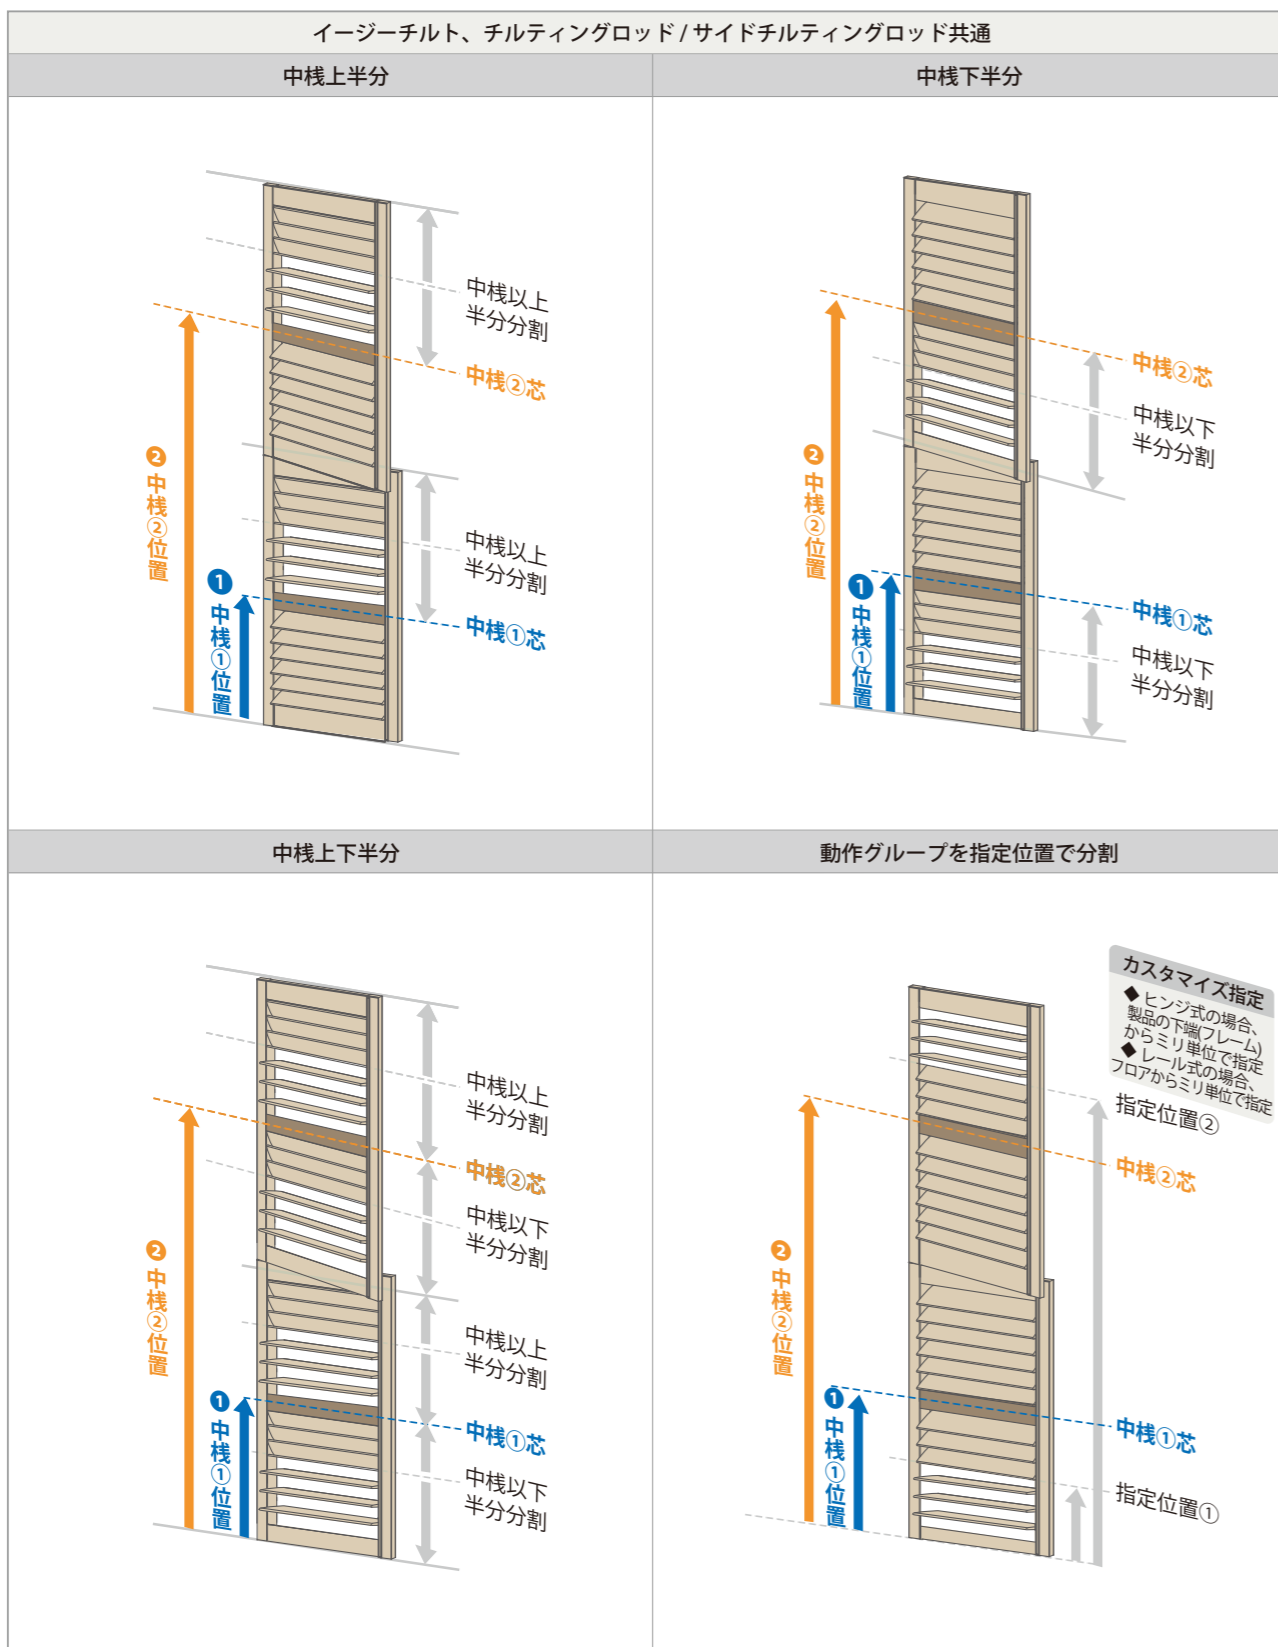 イージーチルト、チルティングロッド / サイドチルティングロッド共通
中桟上半分
中桟以上
半分分割
中桟②芯
❷中桟②位置
中桟以上
半分分割
❶中桟①位置
中桟①芯
中桟下半分
中桟②芯
中桟以下
半分分割
❷中桟②位置
❶中桟①位置
中桟①芯
中桟以下
半分分割
中桟上下半分
中桟以上
半分分割
中桟②芯
中桟以下
半分分割
❷中桟②位置
中桟以上
半分分割
❶中桟①位置
中桟①芯
中桟以下
半分分割
動作グループを指定位置で分割
カスタマイズ指定
◆ ヒンジ式の場合、
製品の下端(フレーム)
からミリ単位で指定
◆ レール式の場合、
フロアからミリ単位で指定
指定位置②
中桟②芯
❷中桟②位置
❶中桟①位置
中桟①芯
指定位置①